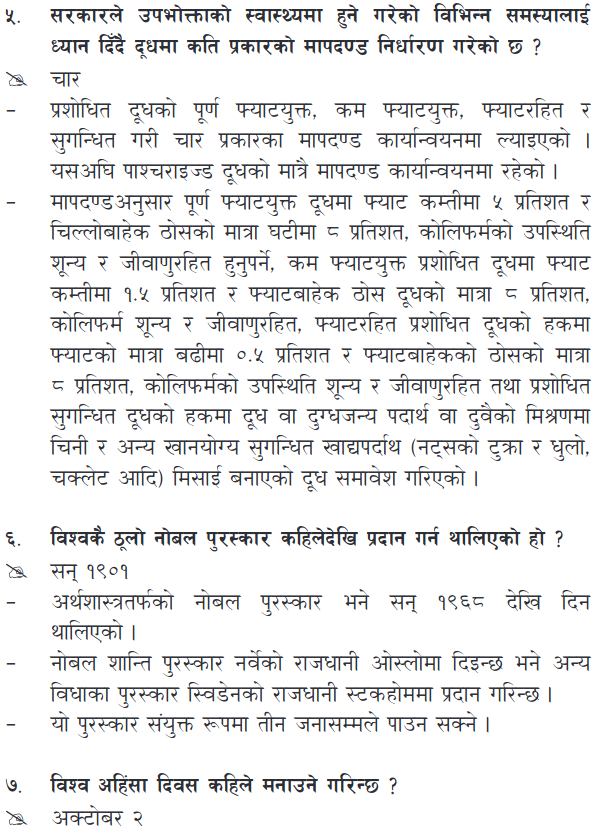 ५. सरकारले उपभोक्ताको स्वास्थ्यमा हुने गरेको विभिन्न समस्यालाई
ध्यान दिँदै दूधमा कति प्रकारको मापदण्ड निर्धारण गरेको छ ?
चार
– प्रशोधित दूधको पूर्ण फ्याटयुक्त, कम फ्याटयुक्त, फ्याटरहित र
सुगन्धित गरी चार प्रकारका मापदण्ड कार्यान्वयनमा ल्याइएको ।
यसअघि पाश्चराइज्ड दूधको मात्रै मापदण्ड कार्यान्वयनमा रहेको ।
– मापदण्डअनुसार पूर्ण फ्याटयुक्त दूधमा फ्याट कम्तीमा ५ प्रतिशत र
चिल्लोबाहेक ठोसको मात्रा घटीमा ८ प्रतिशत, कोलिफर्मको उपस्थिति
शून्य र जीवाणुरहित हुनुपर्ने, कम फ्याटयुक्त प्रशोधित दूधमा फ्याट
कम्तीमा १.५ प्रतिशत र फ्याटबाहेक ठोस दूधको मात्रा ८ प्रतिशत,
कोलिफर्म शून्य र जीवाणुरहित, फ्याटरहित प्रशोधित दूधको हकमा
फ्याटको मात्रा बढीमा ०.५ प्रतिशत र फ्याटबाहेकको ठोसको मात्रा
८ प्रतिशत, कोलिफर्मको उपस्थिति शून्य र जीवाणुरहित तथा प्रशोधित
सुगन्धित दूधको हकमा दूध वा दुग्धजन्य पदार्थ वा दुवैको मिश्रणमा
चिनी र अन्य खानयोग्य सुगन्धित खाद्यपर्दाथ (नट्सको टुक्रा र धुलो,
चक्लेट आदि) मिसाई बनाएको दूध समावेश गरिएको ।
६. विश्वकै ठूलो नोबल पुरस्कार कहिलेदेखि प्रदान गर्न थालिएको हो ?
सन् १९०१
– अर्थशास्त्रतर्फको नोबल पुरस्कार भने सन् १९६८ देखि दिन
थालिएको ।
– नोबल शान्ति पुरस्कार नर्वेको राजधानी ओस्लोमा दिइन्छ भने अन्य
विधाका पुरस्कार स्विडेनको राजधानी स्टकहोममा प्रदान गरिन्छ ।
– यो पुरस्कार संयुक्त रूपमा तीन जनासम्मले पाउन सक्ने ।
७. विश्व अहिंसा दिवस कहिले मनाउने गरिन्छ ?
अक्टोबर २